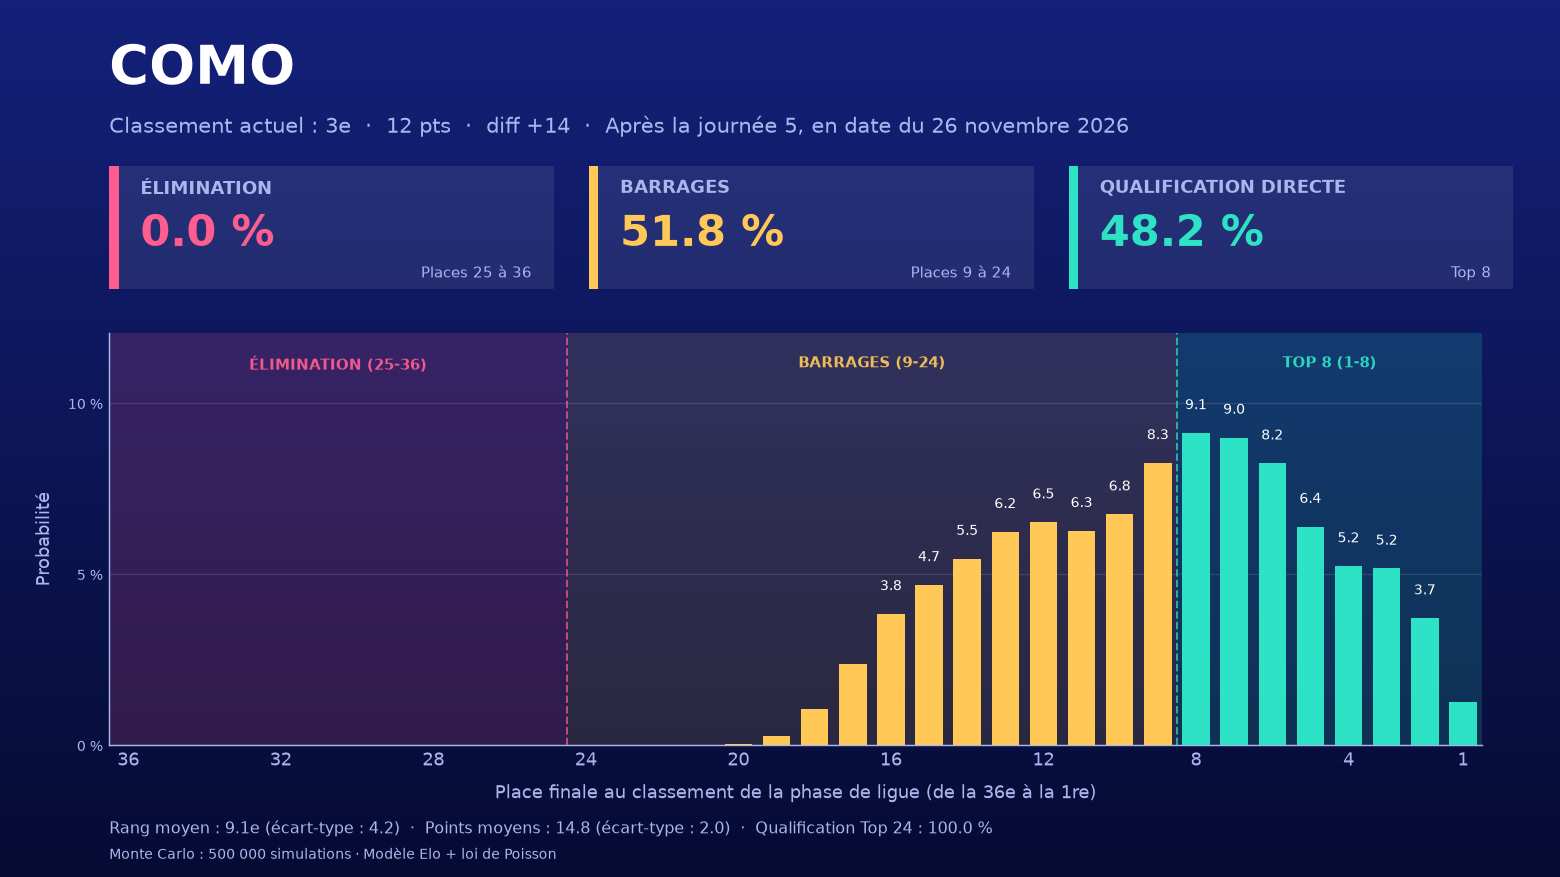 COMO
Classement actuel : 3e · 12 pts · diff +14 · Après la journée 5, en date du 26 novembre 2026
ÉLIMINATION
0.0 %
Places 25 à 36
BARRAGES
51.8 %
Places 9 à 24
QUALIFICATION DIRECTE
48.2 %
Top 8
ÉLIMINATION (25-36)
BARRAGES (9-24)
TOP 8 (1-8)
Probabilité
10 %
5 %
0 %
3.8
4.7
5.5
6.2
6.5
6.3
6.8
8.3
9.1
9.0
8.2
6.4
5.2
5.2
3.7
36 32 28 24 20 16 12 8 4 1
Place finale au classement de la phase de ligue (de la 36e à la 1re)
Rang moyen : 9.1e (écart-type : 4.2) · Points moyens : 14.8 (écart-type : 2.0) · Qualification Top 24 : 100.0 %
Monte Carlo : 500 000 simulations · Modèle Elo + loi de Poisson